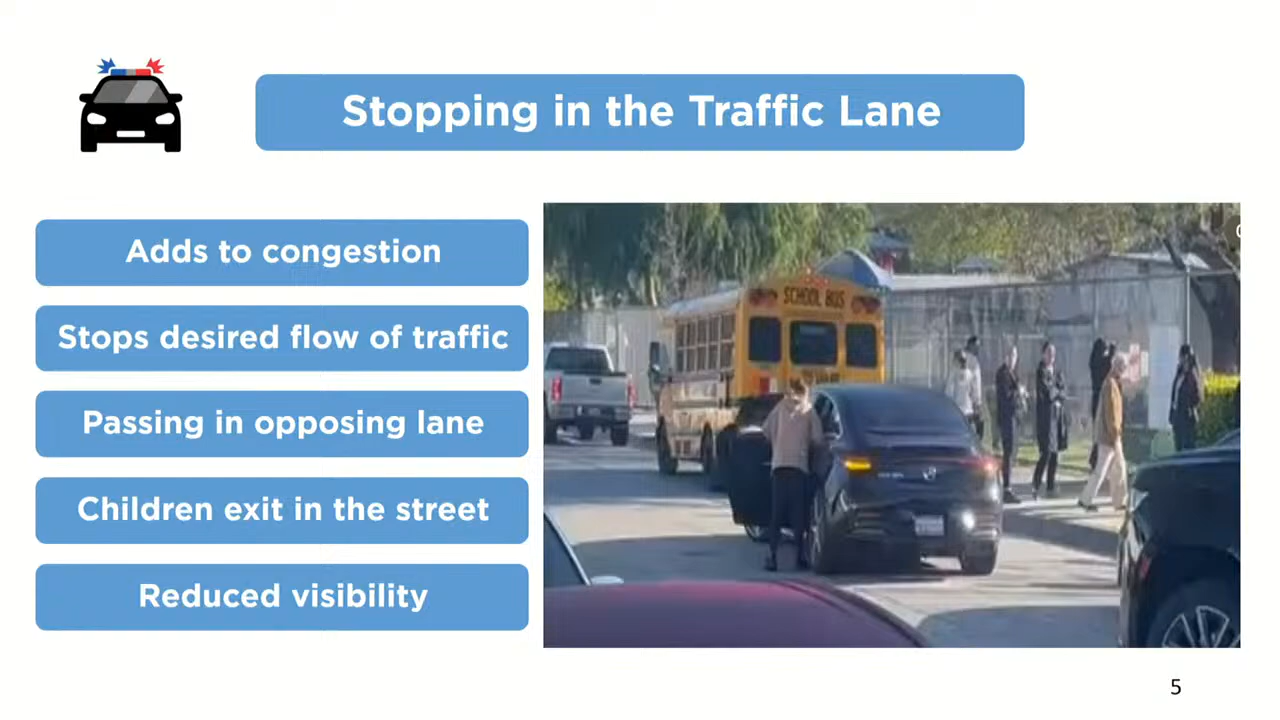 Stopping in the Traffic Lane
Adds to congestion
Stops desired flow of traffic
Passing in opposing lane
Children exit in the street
Reduced visibility
SCHOOL BUS
5